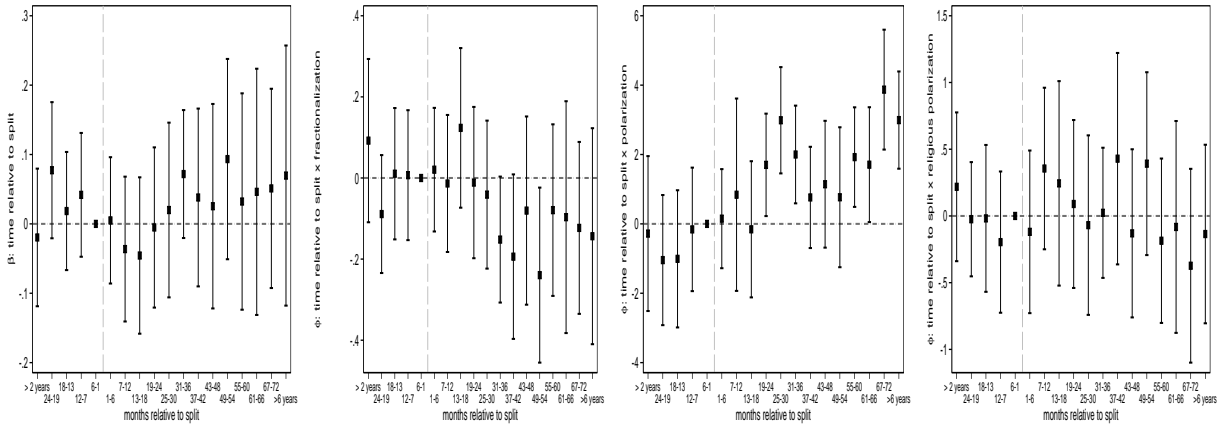 β: time relative to split
.3
.2
.1
0
-.1
-.2
> 2 years 18-13 6-1 7-12 19-24 31-36 43-48 55-60 67-72
24-19 12-7 1-6 13-18 25-30 37-42 49-54 61-66 >6 years
months relative to split
ϕ: time relative to split x fractionalization
.4
.2
0
-.2
-.4
> 2 years 18-13 6-1 7-12 19-24 31-36 43-48 55-60 67-72
24-19 12-7 1-6 13-18 25-30 37-42 49-54 61-66 >6 years
months relative to split
ϕ: time relative to split x polarization
6
4
2
0
-2
-4
> 2 years 18-13 6-1 7-12 19-24 31-36 43-48 55-60 67-72
24-19 12-7 1-6 13-18 25-30 37-42 49-54 61-66 >6 years
months relative to split
ϕ: time relative to split x religious polarization
1.5
1
.5
0
-.5
-1
> 2 years 18-13 6-1 7-12 19-24 31-36 43-48 55-60 67-72
24-19 12-7 1-6 13-18 25-30 37-42 49-54 61-66 >6 years
months relative to split